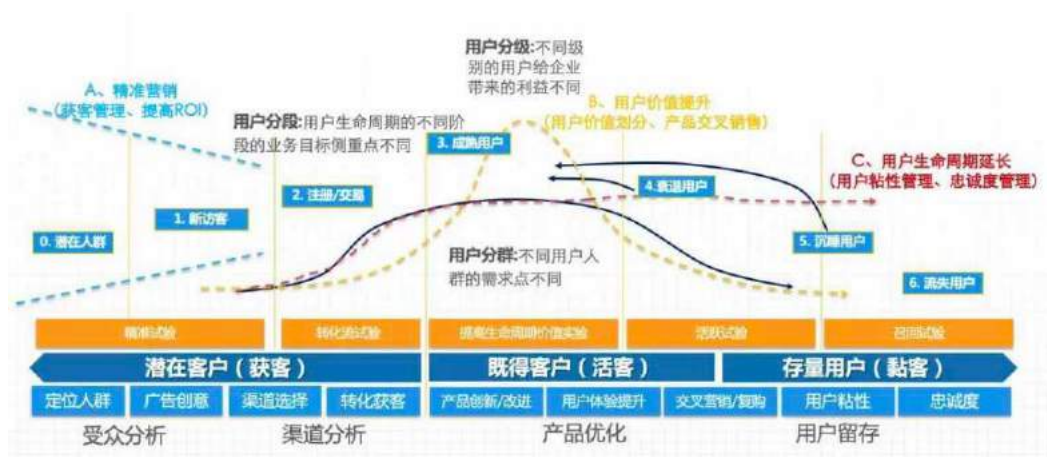 用户分级:不同级
别的用户给企业
带来的利益不同
A、精准营销
(获客管理、提高ROI)
B、用户价值提升
(用户价值划分、产品交叉销售)
用户分段:用户生命周期的不同阶
段的业务目标侧重点不同
3. 成熟用户
C、用户生命周期延长
(用户粘性管理、忠诚度管理)
2. 注册/交易
4. 衰退用户
1. 新访客
0. 潜在人群
用户分群:不同用户人
群的需求点不同
5. 沉睡用户
6. 流失用户
精准试验
转化流试验
提高生命周期价值实验
活跃试验
召回试验
潜在客户(获客)
既得客户(活客)
存量用户(黏客)
定位人群
广告创意
渠道选择
转化获客
产品创新/改进
用户体验提升
交叉营销/复购
用户粘性
忠诚度
受众分析
渠道分析
产品优化
用户留存